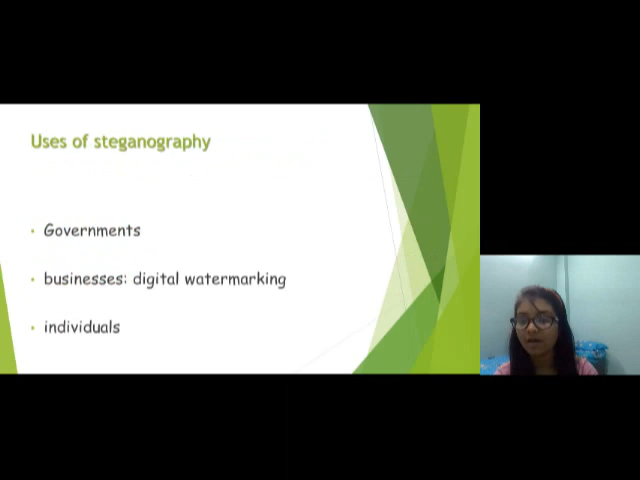 Uses of steganography
Governments
businesses: digital watermarking
individuals